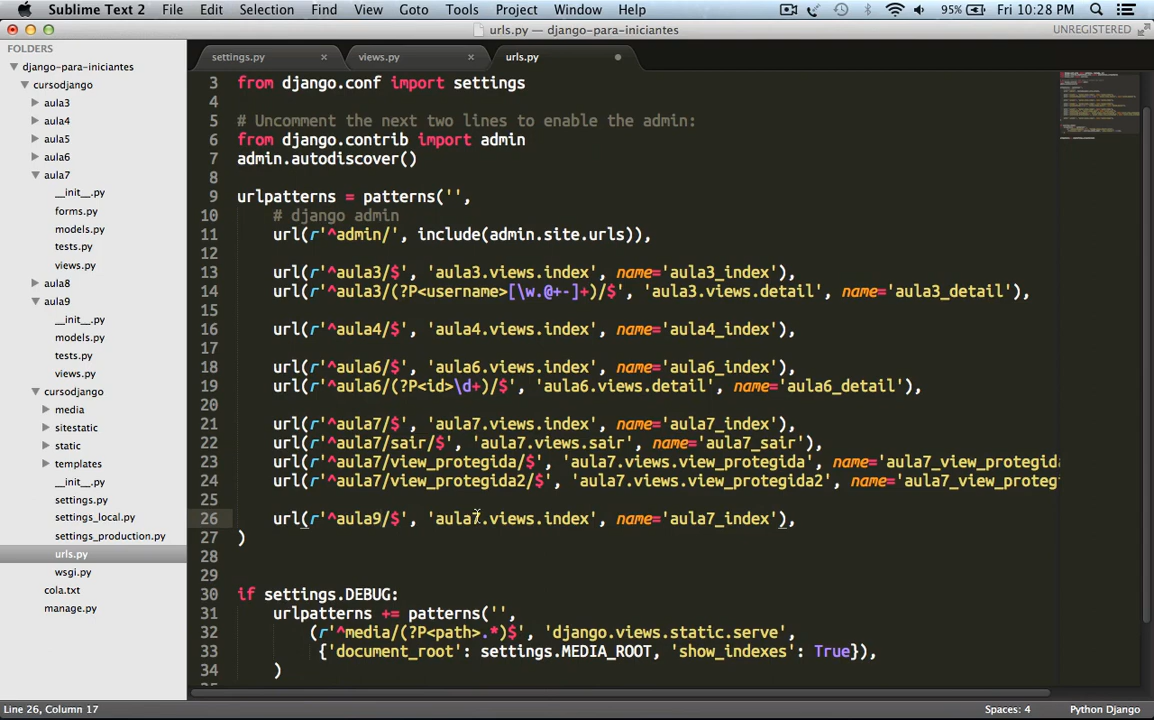 Sublime Text 2 File Edit Selection Find View Goto Tools Project Window Help 95% Fri 10:28 PM
urls.py — django-para-iniciantes UNREGISTERED
FOLDERS
django-para-iniciantes
cursodjango
aula3
aula4
aula5
aula6
aula7
__init__.py
forms.py
models.py
tests.py
views.py
aula8
aula9
__init__.py
models.py
tests.py
views.py
cursodjango
media
sitestatic
static
templates
__init__.py
settings.py
settings_local.py
settings_production.py
urls.py
wsgi.py
cola.txt
manage.py
settings.py × views.py × urls.py
3 from django.conf import settings
4
5 # Uncomment the next two lines to enable the admin:
6 from django.contrib import admin
7 admin.autodiscover()
8
9 urlpatterns = patterns('',
10 # django admin
11 url(r'^admin/', include(admin.site.urls)),
12
13 url(r'^aula3/$', 'aula3.views.index', name='aula3_index'),
14 url(r'^aula3/(?P<username>[\w.@+-]+)/$', 'aula3.views.detail', name='aula3_detail'),
15
16 url(r'^aula4/$', 'aula4.views.index', name='aula4_index'),
17
18 url(r'^aula6/$', 'aula6.views.index', name='aula6_index'),
19 url(r'^aula6/(?P<id>\d+)/$', 'aula6.views.detail', name='aula6_detail'),
20
21 url(r'^aula7/$', 'aula7.views.index', name='aula7_index'),
22 url(r'^aula7/sair/$', 'aula7.views.sair', name='aula7_sair'),
23 url(r'^aula7/view_protegida/$', 'aula7.views.view_protegida', name='aula7_view_protegida
24 url(r'^aula7/view_protegida2/$', 'aula7.views.view_protegida2', name='aula7_view_proteg
25
26 url(r'^aula9/$', 'aula7.views.index', name='aula7_index'),
27 )
28
29
30 if settings.DEBUG:
31 urlpatterns += patterns('',
32 (r'^media/(?P<path>.*)$', 'django.views.static.serve',
33 {'document_root': settings.MEDIA_ROOT, 'show_indexes': True}),
34 )
Line 26, Column 17 Spaces: 4 Python Django